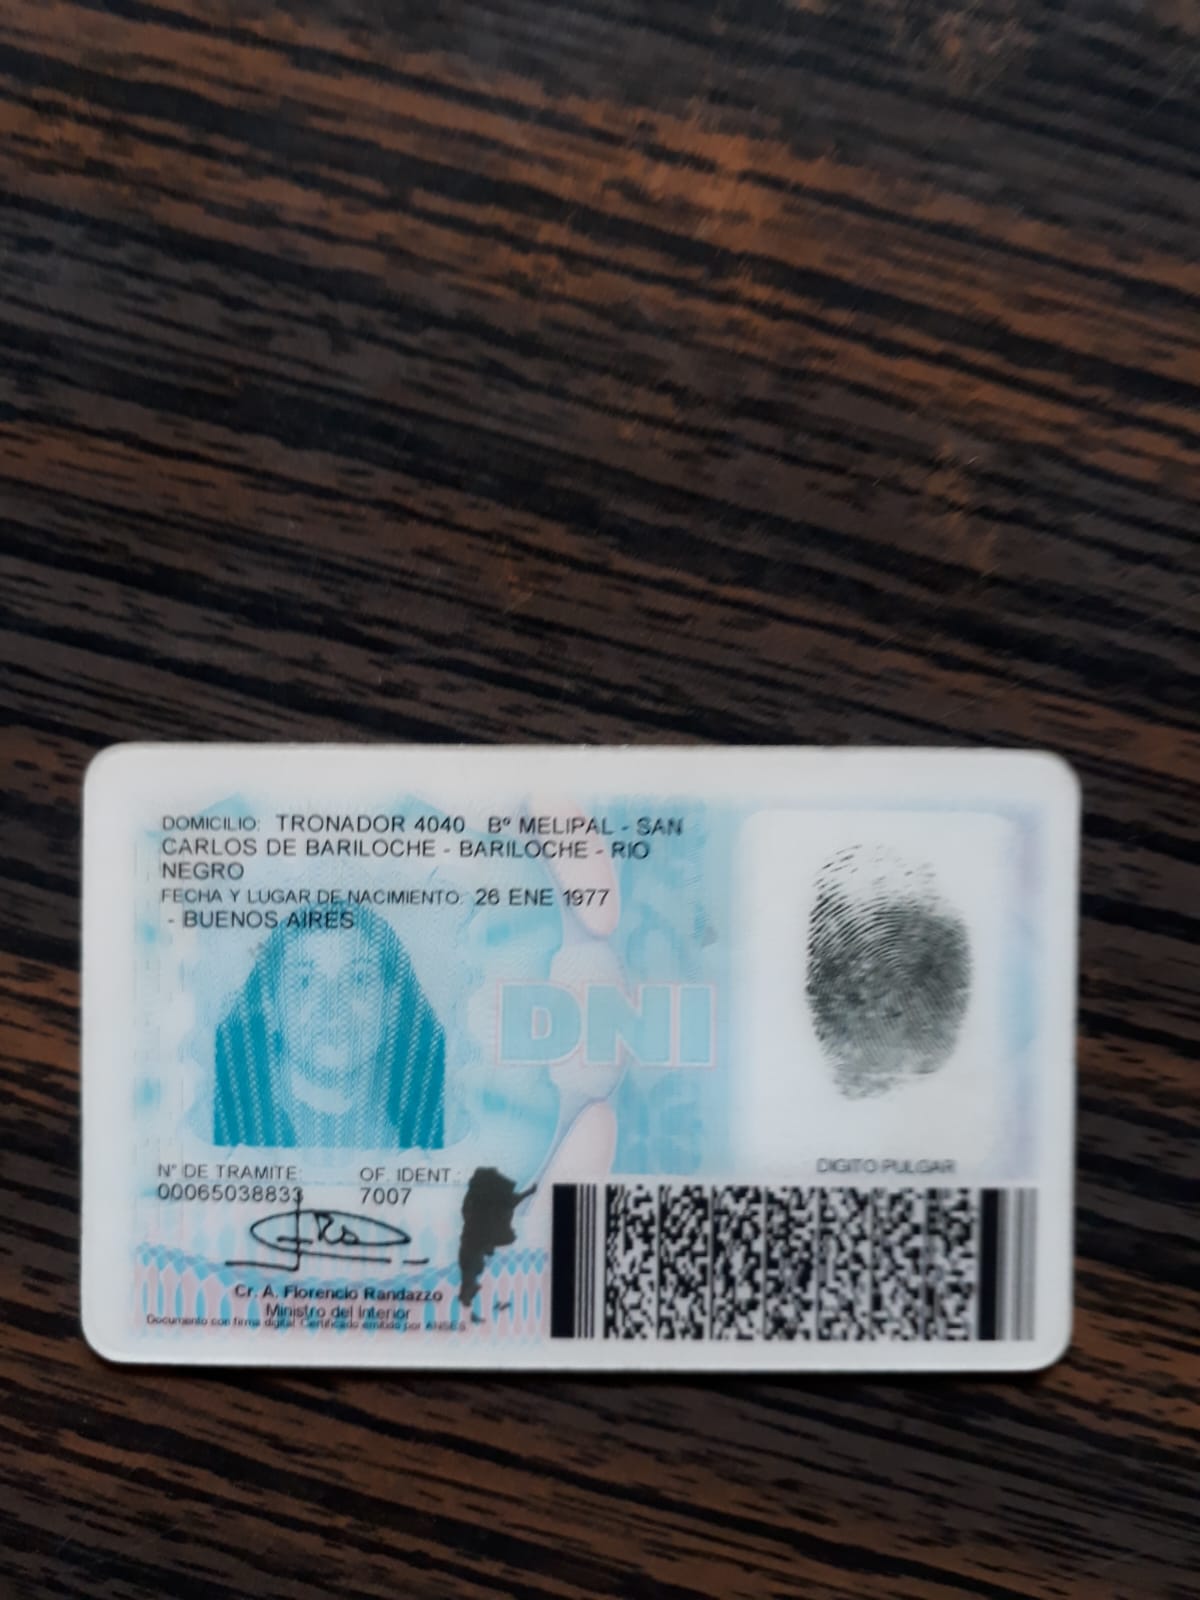 DOMICILIO: TRONADOR 4040 Bº MELIPAL - SAN
CARLOS DE BARILOCHE - BARILOCHE - RIO
NEGRO
FECHA Y LUGAR DE NACIMIENTO: 26 ENE 1977
- BUENOS AIRES
DNI
DIGITO PULGAR
Nº DE TRAMITE: OF. IDENT.:
00065038833 7007
Cr. A. Florencio Randazzo
Ministro del Interior
Documento con firma digital Certificado emitido por ANSES